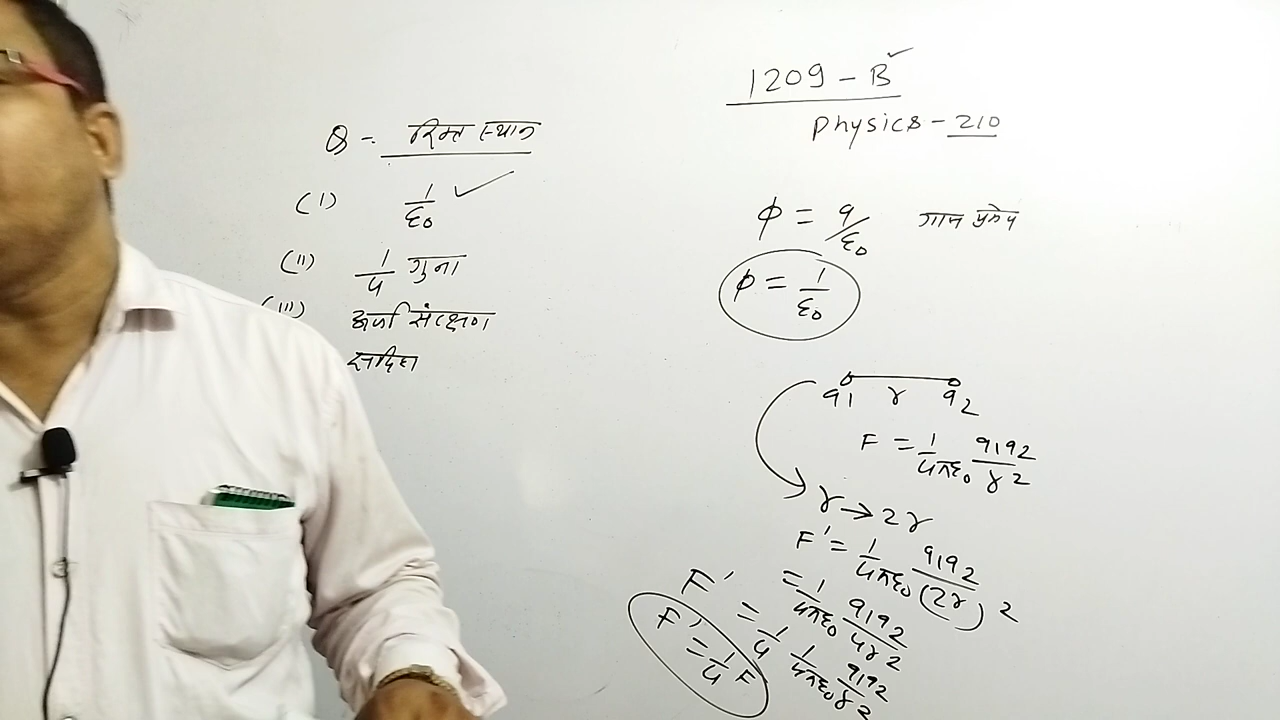 1209 - B ✓
Physics - 210
Q - रिक्त स्थान
(i) 1/ε0 ✓
(ii) 1/4 गुना
(iii) ऊर्जा संरक्षण
सदिश
φ = q/ε0 गाउस प्रमेय
φ = 1/ε0
q1 r q2
F = 1/4πε0 q1q2/r2
r → 2r
F' = 1/4πε0 q1q2/(2r)2
= 1/4πε0 q1q2/4r2
F' = 1/4 1/4πε0 q1q2/r2
F' = 1/4 F